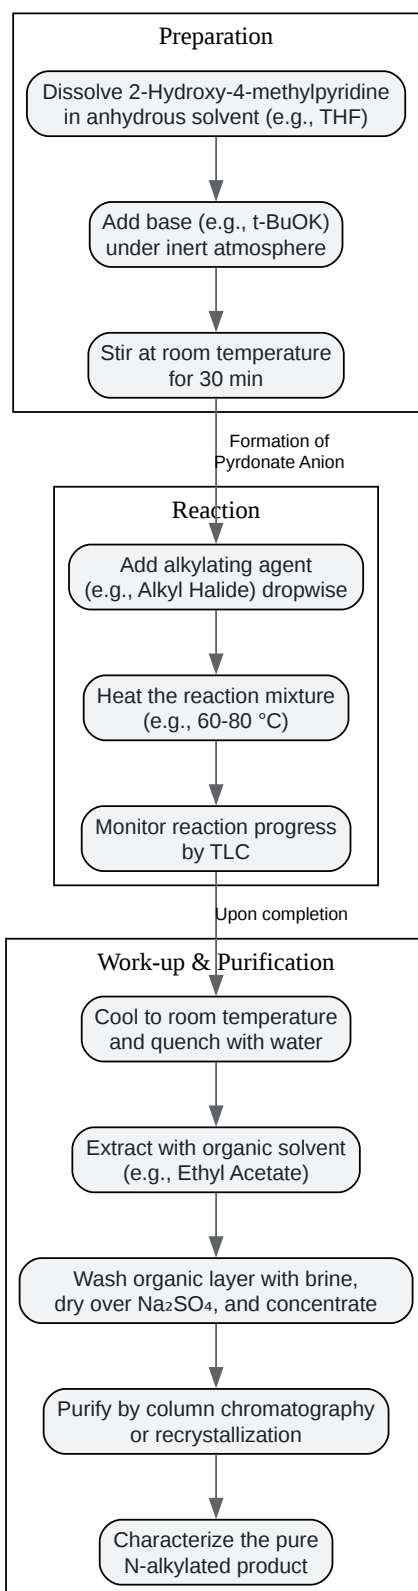 Preparation
Dissolve 2-Hydroxy-4-methylpyridine
in anhydrous solvent (e.g., THF)
Add base (e.g., t-BuOK)
under inert atmosphere
Stir at room temperature
for 30 min
Formation of
Pyrdonate Anion
Reaction
Add alkylating agent
(e.g., Alkyl Halide) dropwise
Heat the reaction mixture
(e.g., 60-80 °C)
Monitor reaction progress
by TLC
Upon completion
Work-up & Purification
Cool to room temperature
and quench with water
Extract with organic solvent
(e.g., Ethyl Acetate)
Wash organic layer with brine,
dry over Na₂SO₄, and concentrate
Purify by column chromatography
or recrystallization
Characterize the pure
N-alkylated product